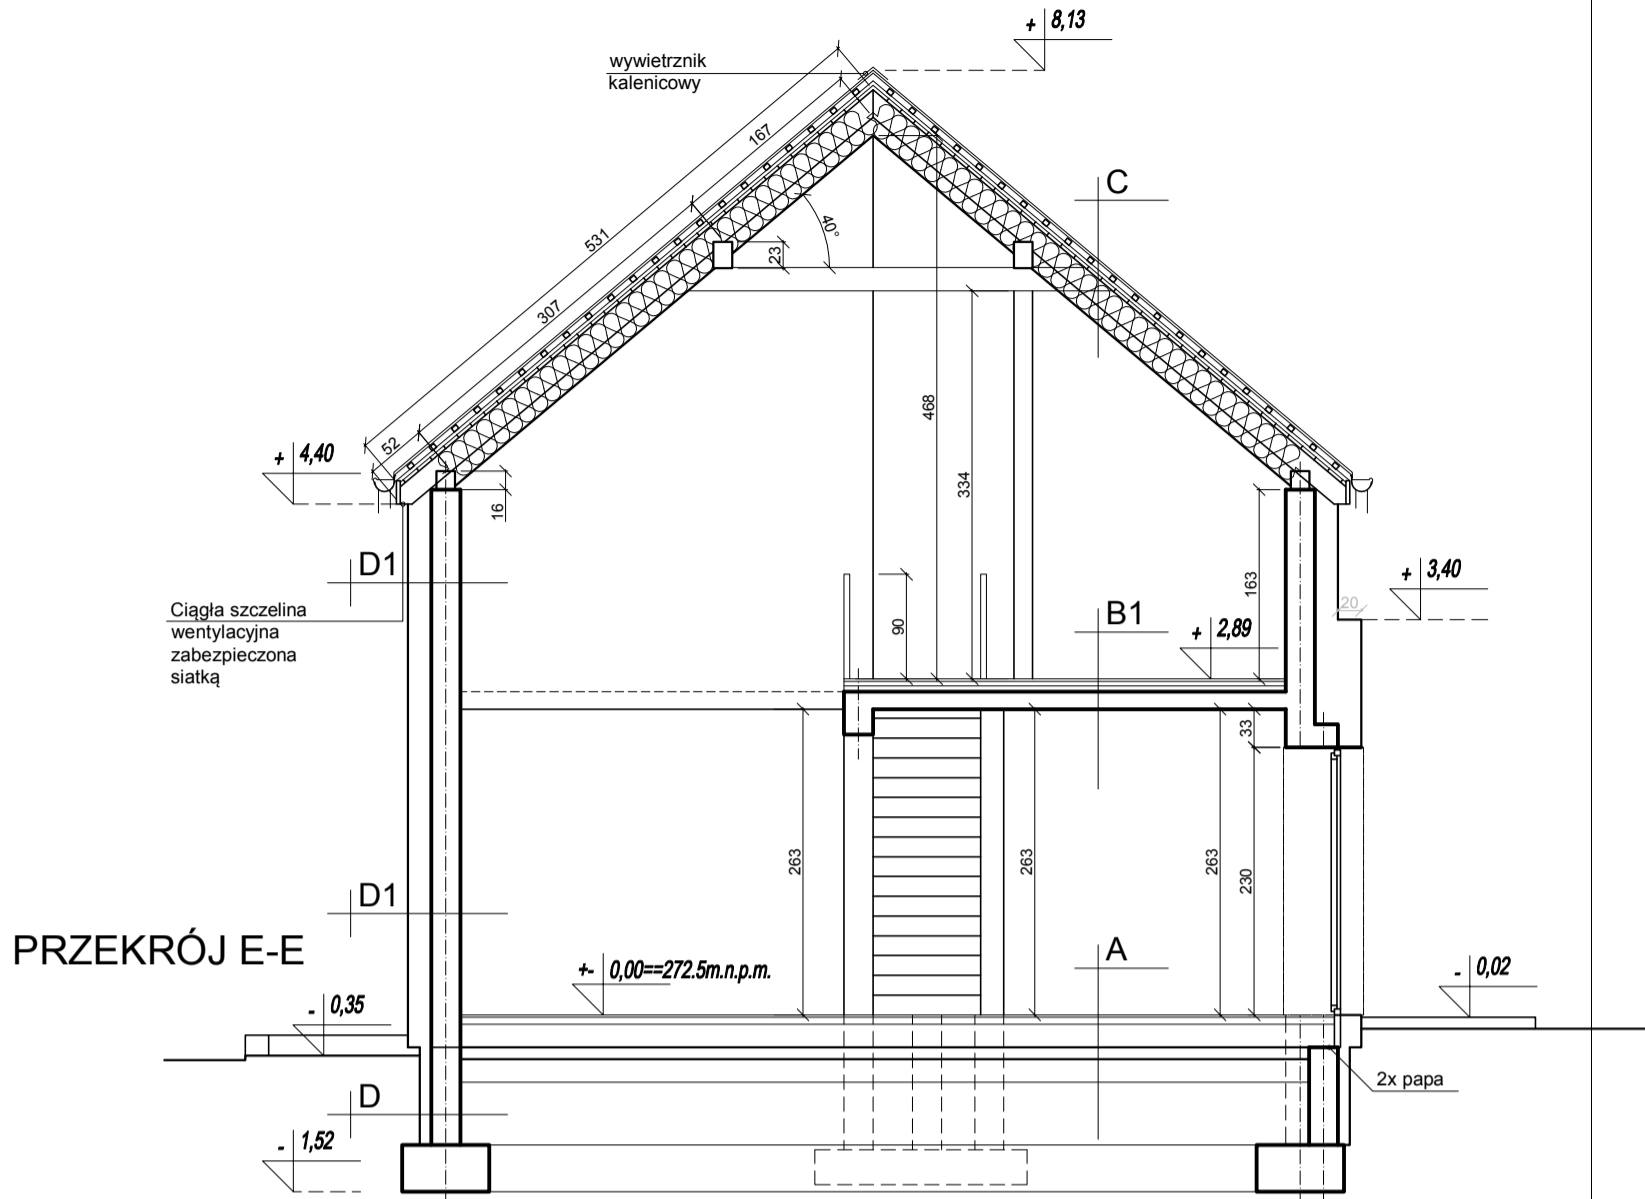 + 8,13
wywietrznik
kalenicowy
167
C
531
40°
23
307
468
52
+ 4,40
334
16
D1
163
+ 3,40
20
Ciągła szczelina
wentylacyjna
zabezpieczona
siatką
90
B1
+ 2,89
33
263
263
263
230
D1
PRZEKRÓJ E-E
A
+- 0,00==272.5m.n.p.m.
- 0,02
- 0,35
2x papa
D
- 1,52